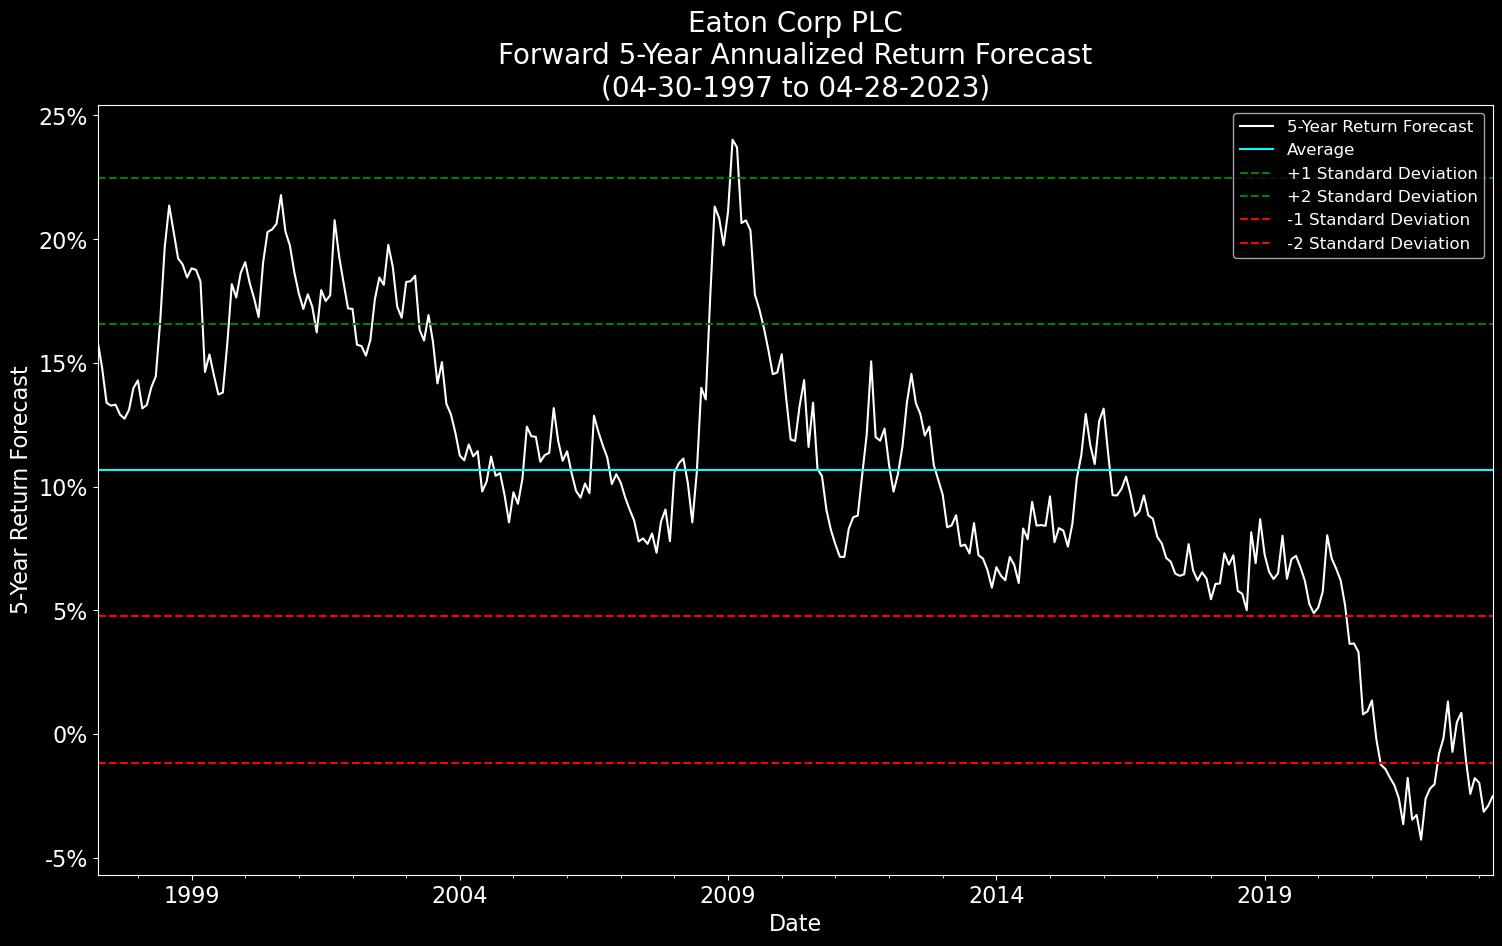 Eaton Corp PLC
Forward 5-Year Annualized Return Forecast
(04-30-1997 to 04-28-2023)
25%
20%
15%
10%
5%
0%
-5%
5-Year Return Forecast
5-Year Return Forecast
Average
+1 Standard Deviation
+2 Standard Deviation
-1 Standard Deviation
-2 Standard Deviation
1999
2004
2009
2014
2019
Date